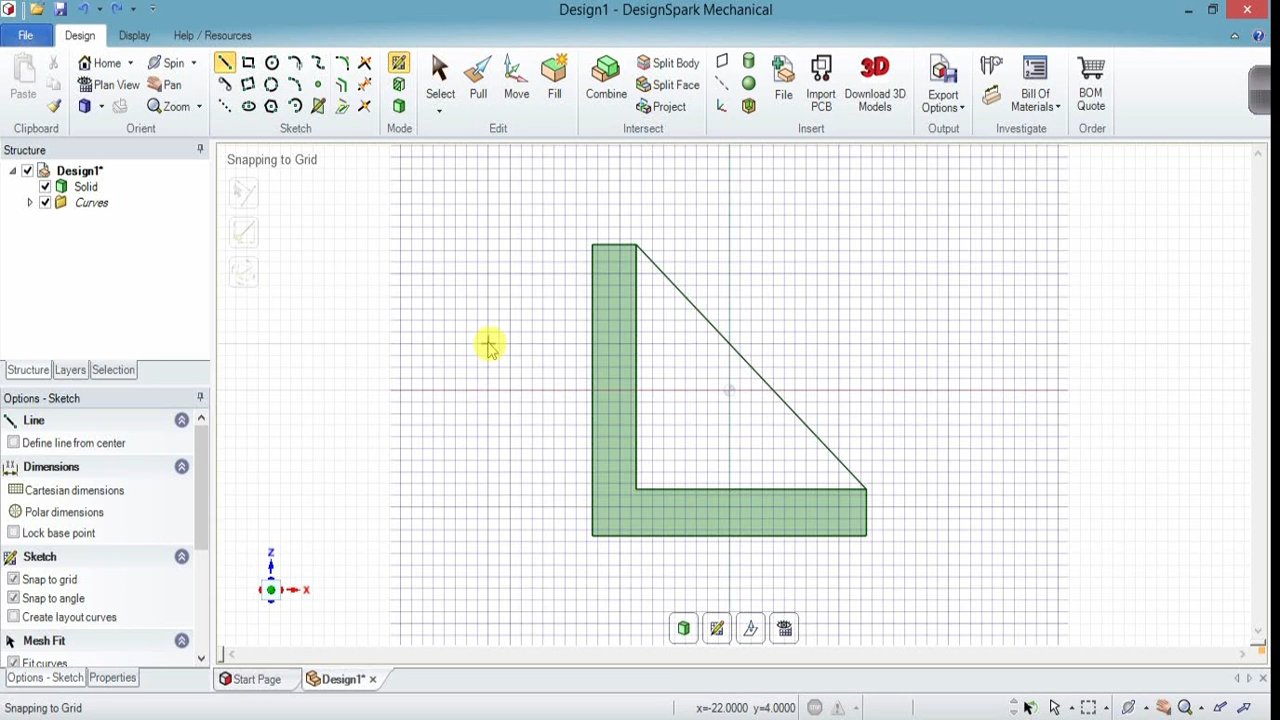 Design1 - DesignSpark Mechanical
File Design Display Help / Resources
Paste
Home Spin
Plan View Pan
Zoom
Select Pull Move Fill
Combine
Split Body
Split Face
Project
File Import PCB Download 3D Models
3D
Export Options
Bill Of Materials
BOM Quote
Clipboard Orient Sketch Mode Edit Intersect Insert Output Investigate Order
Structure
Design1*
Solid
Curves
Structure Layers Selection
Options - Sketch
Line
Define line from center
Dimensions
Cartesian dimensions
Polar dimensions
Lock base point
Sketch
Snap to grid
Snap to angle
Create layout curves
Mesh Fit
Fit curves
Options - Sketch Properties
Snapping to Grid
Z
X
Start Page Design1*
Snapping to Grid
x=-22.0000 y=4.0000